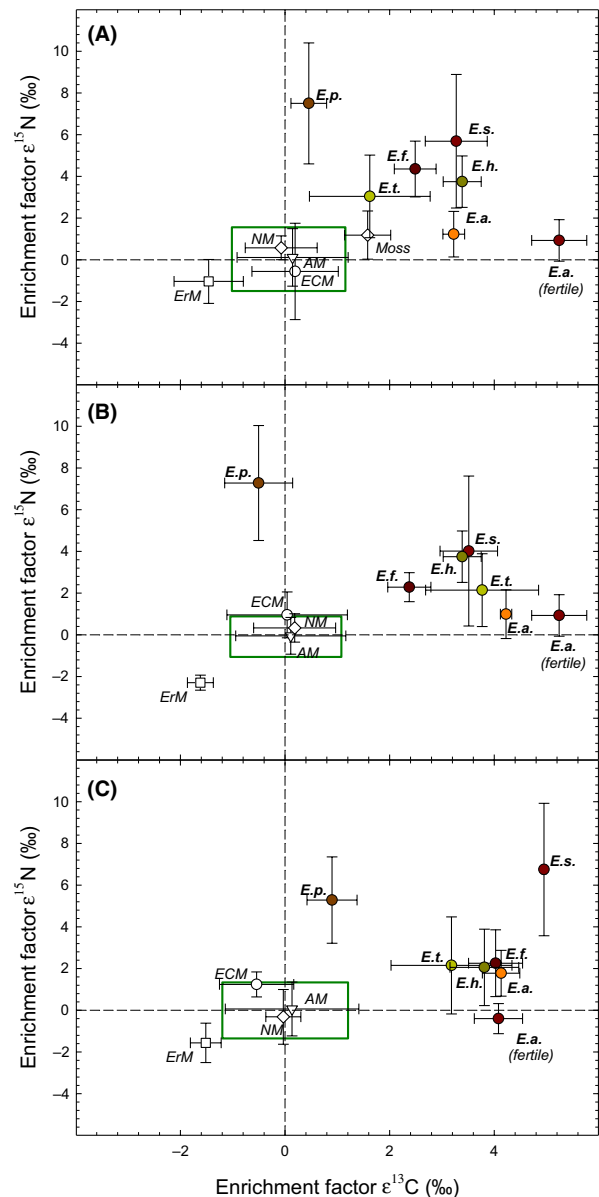 (A)
Enrichment factor ε15N (‰)
10
8
6
4
2
0
–2
–4
E.p.
E.s.
E.f.
E.h.
E.t.
E.a.
NM
Moss
AM
ECM
ErM
E.a.
(fertile)
(B)
Enrichment factor ε15N (‰)
10
8
6
4
2
0
–2
–4
E.p.
E.s.
E.h.
E.f.
E.t.
ECM
NM
E.a.
AM
E.a.
(fertile)
ErM
(C)
Enrichment factor ε15N (‰)
10
8
6
4
2
0
–2
–4
E.s.
E.p.
E.t.
E.f.
ECM
E.h.
E.a.
AM
NM
ErM
E.a.
(fertile)
–2 0 2 4
Enrichment factor ε13C (‰)